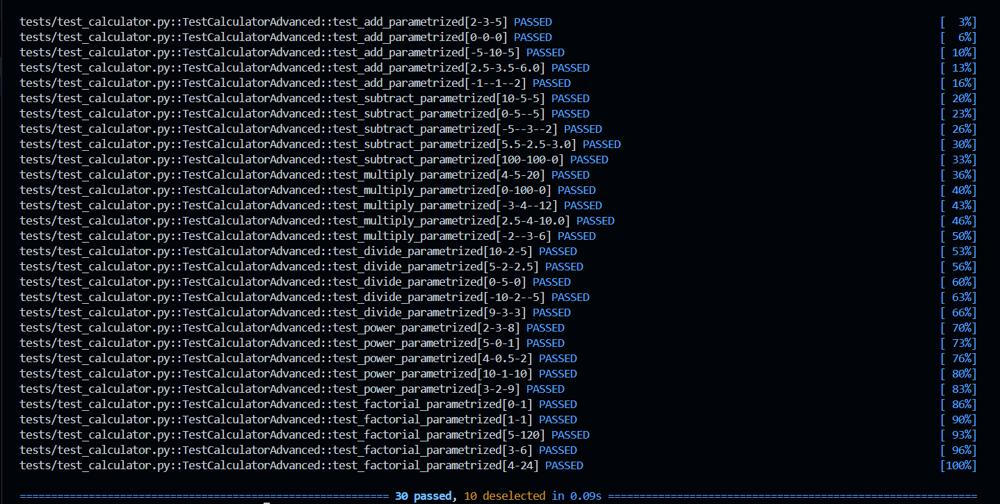 tests/test_calculator.py::TestCalculatorAdvanced::test_add_parametrized[2-3-5] PASSED [  3%]
tests/test_calculator.py::TestCalculatorAdvanced::test_add_parametrized[0-0-0] PASSED [  6%]
tests/test_calculator.py::TestCalculatorAdvanced::test_add_parametrized[-5-10-5] PASSED [ 10%]
tests/test_calculator.py::TestCalculatorAdvanced::test_add_parametrized[2.5-3.5-6.0] PASSED [ 13%]
tests/test_calculator.py::TestCalculatorAdvanced::test_add_parametrized[-1--1--2] PASSED [ 16%]
tests/test_calculator.py::TestCalculatorAdvanced::test_subtract_parametrized[10-5-5] PASSED [ 20%]
tests/test_calculator.py::TestCalculatorAdvanced::test_subtract_parametrized[0-5--5] PASSED [ 23%]
tests/test_calculator.py::TestCalculatorAdvanced::test_subtract_parametrized[-5--3--2] PASSED [ 26%]
tests/test_calculator.py::TestCalculatorAdvanced::test_subtract_parametrized[5.5-2.5-3.0] PASSED [ 30%]
tests/test_calculator.py::TestCalculatorAdvanced::test_subtract_parametrized[100-100-0] PASSED [ 33%]
tests/test_calculator.py::TestCalculatorAdvanced::test_multiply_parametrized[4-5-20] PASSED [ 36%]
tests/test_calculator.py::TestCalculatorAdvanced::test_multiply_parametrized[0-100-0] PASSED [ 40%]
tests/test_calculator.py::TestCalculatorAdvanced::test_multiply_parametrized[-3-4--12] PASSED [ 43%]
tests/test_calculator.py::TestCalculatorAdvanced::test_multiply_parametrized[2.5-4-10.0] PASSED [ 46%]
tests/test_calculator.py::TestCalculatorAdvanced::test_multiply_parametrized[-2--3-6] PASSED [ 50%]
tests/test_calculator.py::TestCalculatorAdvanced::test_divide_parametrized[10-2-5] PASSED [ 53%]
tests/test_calculator.py::TestCalculatorAdvanced::test_divide_parametrized[5-2-2.5] PASSED [ 56%]
tests/test_calculator.py::TestCalculatorAdvanced::test_divide_parametrized[0-5-0] PASSED [ 60%]
tests/test_calculator.py::TestCalculatorAdvanced::test_divide_parametrized[-10-2--5] PASSED [ 63%]
tests/test_calculator.py::TestCalculatorAdvanced::test_divide_parametrized[9-3-3] PASSED [ 66%]
tests/test_calculator.py::TestCalculatorAdvanced::test_power_parametrized[2-3-8] PASSED [ 70%]
tests/test_calculator.py::TestCalculatorAdvanced::test_power_parametrized[5-0-1] PASSED [ 73%]
tests/test_calculator.py::TestCalculatorAdvanced::test_power_parametrized[4-0.5-2] PASSED [ 76%]
tests/test_calculator.py::TestCalculatorAdvanced::test_power_parametrized[10-1-10] PASSED [ 80%]
tests/test_calculator.py::TestCalculatorAdvanced::test_power_parametrized[3-2-9] PASSED [ 83%]
tests/test_calculator.py::TestCalculatorAdvanced::test_factorial_parametrized[0-1] PASSED [ 86%]
tests/test_calculator.py::TestCalculatorAdvanced::test_factorial_parametrized[1-1] PASSED [ 90%]
tests/test_calculator.py::TestCalculatorAdvanced::test_factorial_parametrized[5-120] PASSED [ 93%]
tests/test_calculator.py::TestCalculatorAdvanced::test_factorial_parametrized[3-6] PASSED [ 96%]
tests/test_calculator.py::TestCalculatorAdvanced::test_factorial_parametrized[4-24] PASSED [100%]
=========================================================== 30 passed, 10 deselected in 0.09s ===========================================================